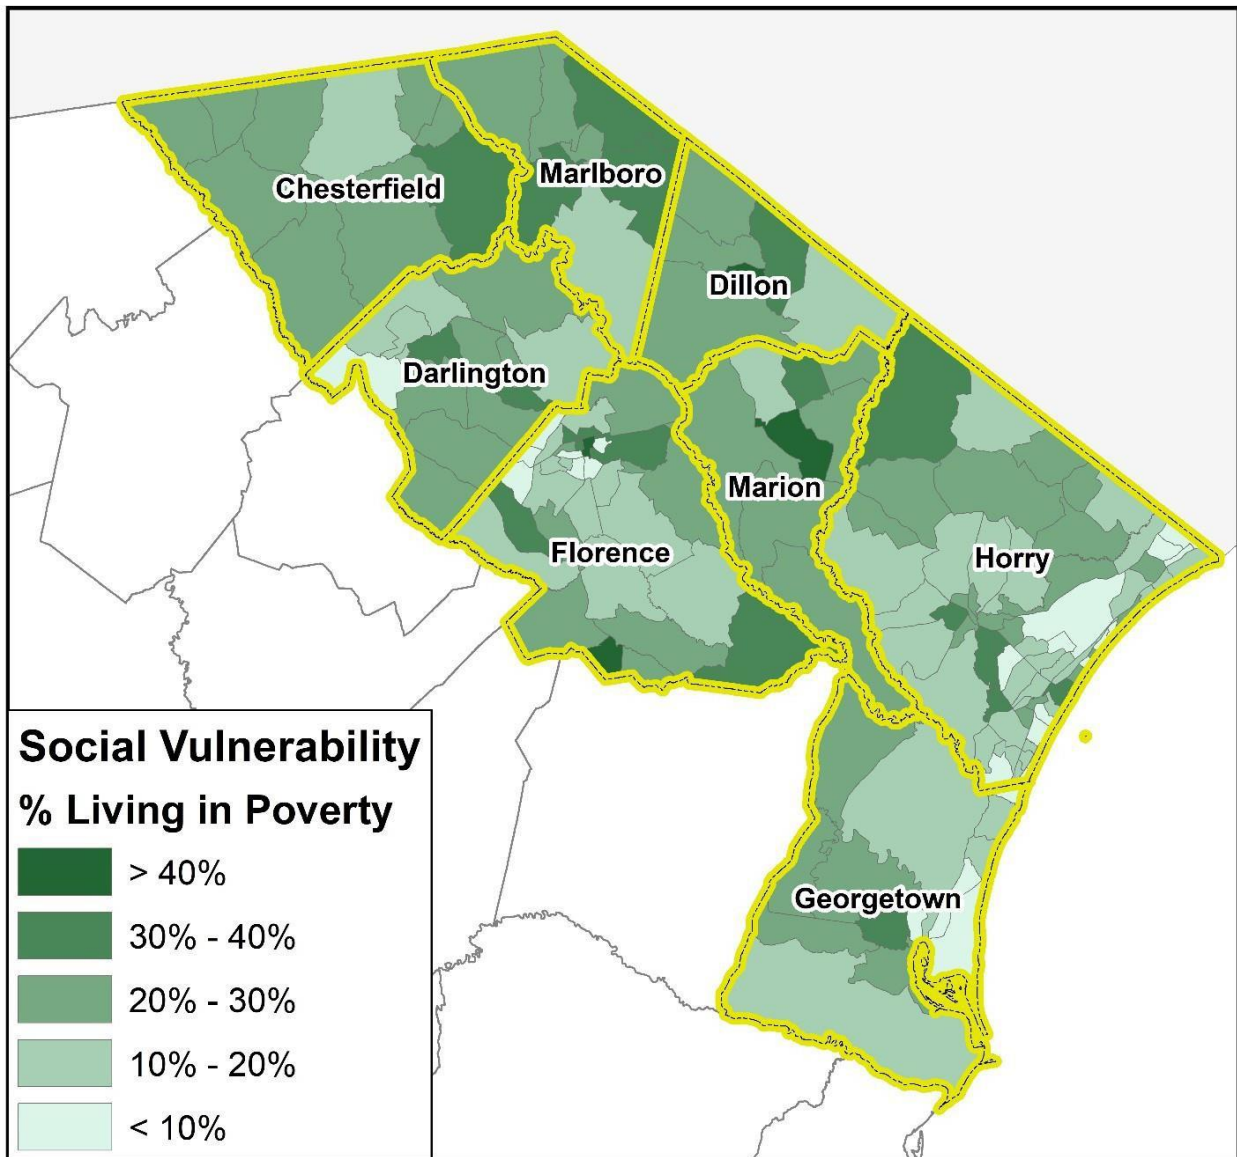 Chesterfield
Marlboro
Dillon
Darlington
Marion
Florence
Horry
Georgetown
Social Vulnerability
% Living in Poverty
> 40%
30% - 40%
20% - 30%
10% - 20%
< 10%